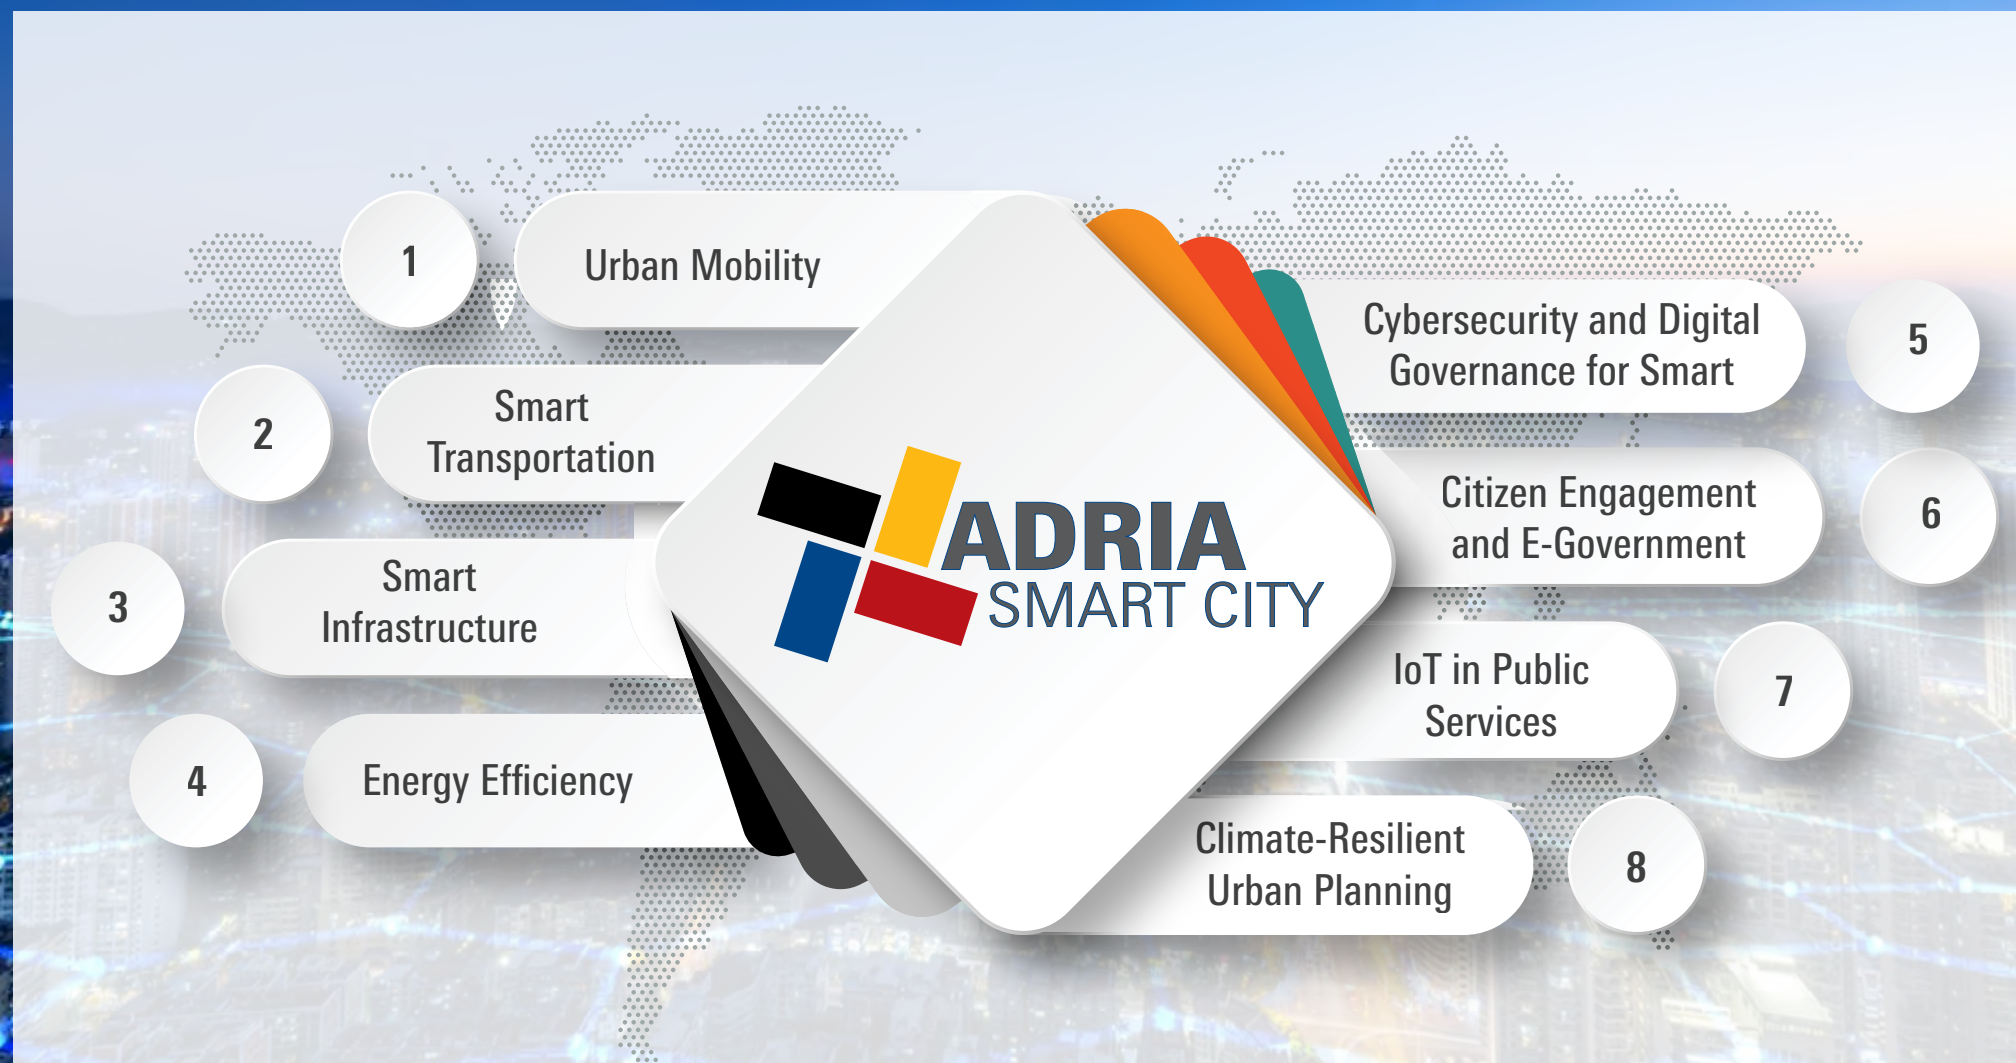 1
Urban Mobility
2
Smart
Transportation
3
Smart
Infrastructure
4
Energy Efficiency
ADRIA
SMART CITY
Cybersecurity and Digital
Governance for Smart
5
Citizen Engagement
and E-Government
6
IoT in Public
Services
7
Climate-Resilient
Urban Planning
8